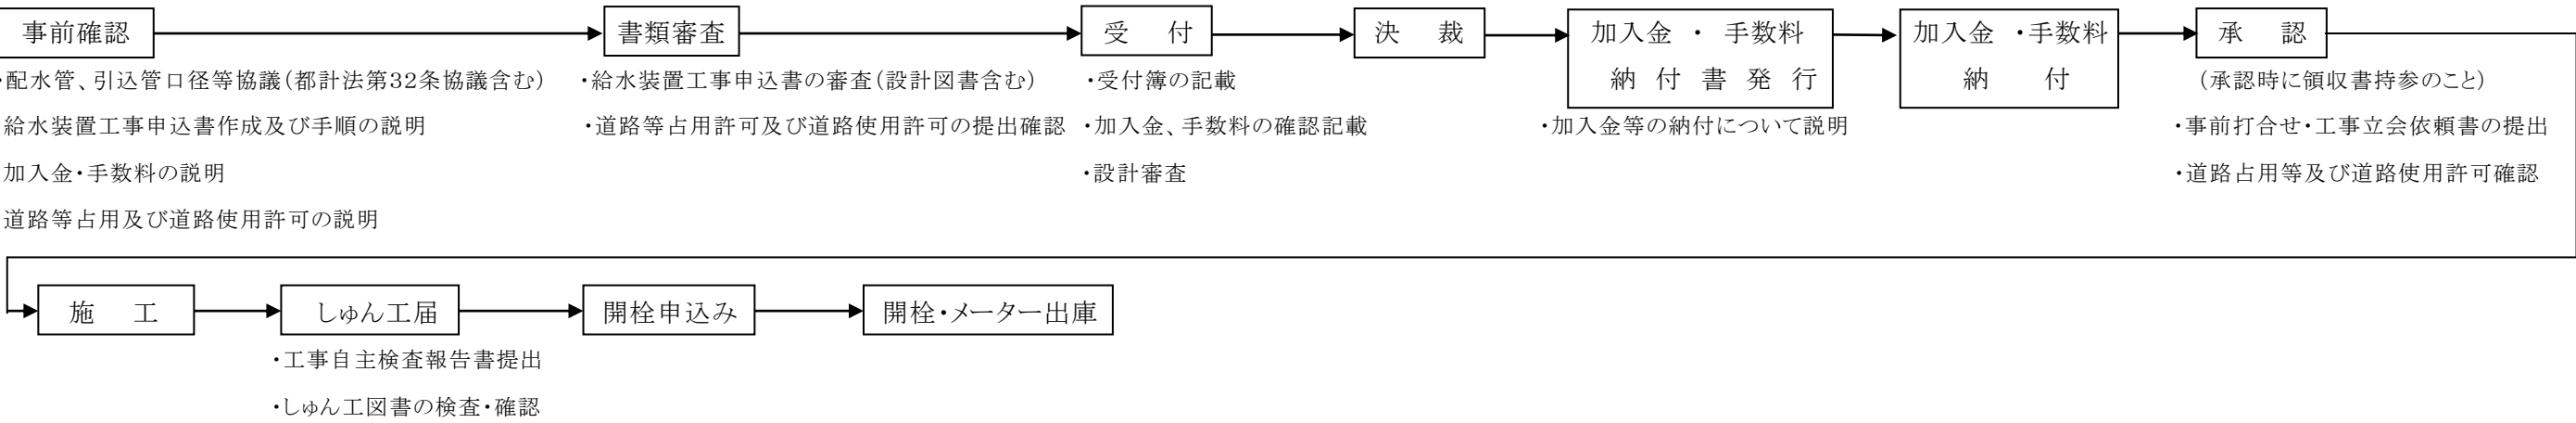 事前確認
・配水管、引込管口径等協議(都計法第32条協議含む)
給水装置工事申込書作成及び手順の説明
加入金・手数料の説明
道路等占用及び道路使用許可の説明
書類審査
・給水装置工事申込書の審査(設計図書含む)
・道路等占用許可及び道路使用許可の提出確認
受　付
・受付簿の記載
・加入金、手数料の確認記載
・設計審査
決　裁
加入金 ・ 手数料
納 付 書 発 行
・加入金等の納付について説明
加入金 ・手数料
納　　付
承　認
(承認時に領収書持参のこと)
・事前打合せ・工事立会依頼書の提出
・道路占用等及び道路使用許可確認
施　工
しゅん工届
・工事自主検査報告書提出
・しゅん工図書の検査・確認
開栓申込み
開栓・メーター出庫